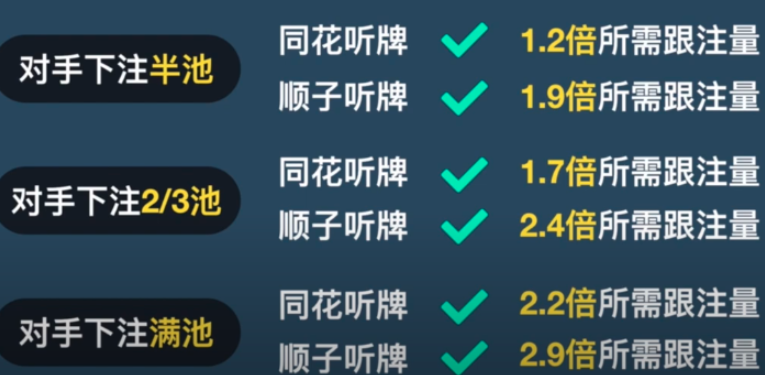 同花听牌 1.2倍所需跟注量
对手下注半池
顺子听牌 1.9倍所需跟注量
同花听牌 1.7倍所需跟注量
对手下注2/3池
顺子听牌 2.4倍所需跟注量
同花听牌 2.2倍所需跟注量
对手下注满池
顺子听牌 2.9倍所需跟注量